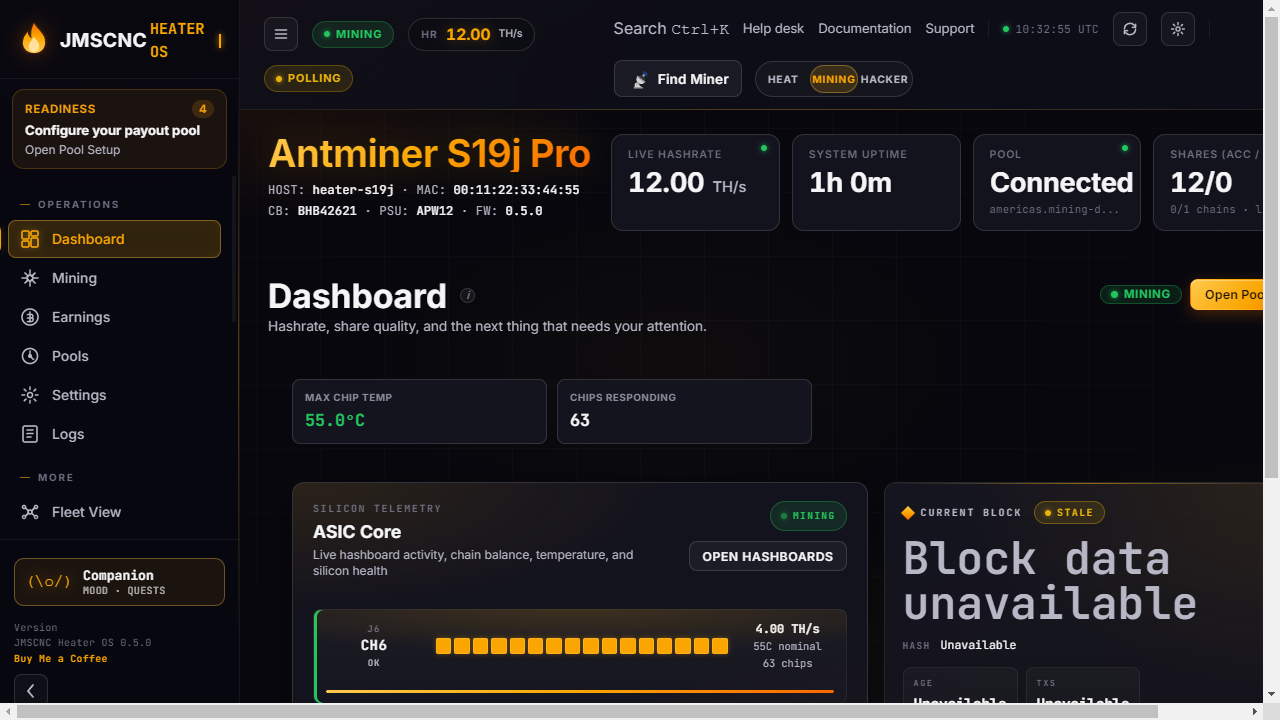 JMSCNC HEATER OS
MINING
HR 12.00 TH/s
Search Ctrl+K Help desk Documentation Support
10:32:55 UTC
POLLING
Find Miner
HEAT MINING HACKER
READINESS 4
Configure your payout pool
Open Pool Setup
— OPERATIONS
Dashboard
Mining
Earnings
Pools
Settings
Logs
— MORE
Fleet View
(\o/) Companion
MOOD · QUESTS
Version
JMSCNC Heater OS 0.5.0
Buy Me a Coffee
Antminer S19j Pro
HOST: heater-s19j · MAC: 00:11:22:33:44:55
CB: BHB42621 · PSU: APW12 · FW: 0.5.0
LIVE HASHRATE
12.00 TH/s
SYSTEM UPTIME
1h 0m
POOL
Connected
americas.mining-d...
SHARES (ACC /
12/0
0/1 chains ·
Dashboard i
Hashrate, share quality, and the next thing that needs your attention.
MINING
Open Poo
MAX CHIP TEMP
55.0°C
CHIPS RESPONDING
63
SILICON TELEMETRY
ASIC Core
Live hashboard activity, chain balance, temperature, and
silicon health
MINING
OPEN HASHBOARDS
J6
CH6
OK
4.00 TH/s
55C nominal
63 chips
CURRENT BLOCK STALE
Block data
unavailable
HASH Unavailable
AGE
Unavailable
TXS
Unavailable